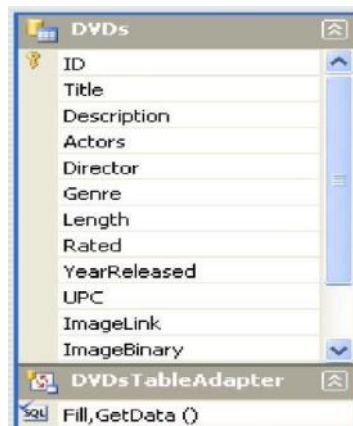 DVDs
ID
Title
Description
Actors
Director
Genre
Length
Rated
YearReleased
UPC
ImageLink
ImageBinary
DVDsTableAdapter
SQL Fill,GetData ()